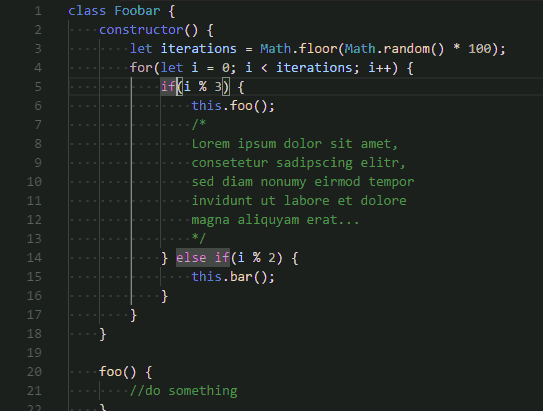 1 class Foobar {
2     constructor() {
3         let iterations = Math.floor(Math.random() * 100);
4         for(let i = 0; i < iterations; i++) {
5             if(i % 3) {
6                 this.foo();
7                 /*
8                 Lorem ipsum dolor sit amet,
9                 consetetur sadipscing elitr,
10                 sed diam nonumy eirmod tempor
11                 invidunt ut labore et dolore
12                 magna aliquyam erat...
13                 */
14             } else if(i % 2) {
15                 this.bar();
16             }
17         }
18     }
19
20     foo() {
21         //do something
22     }